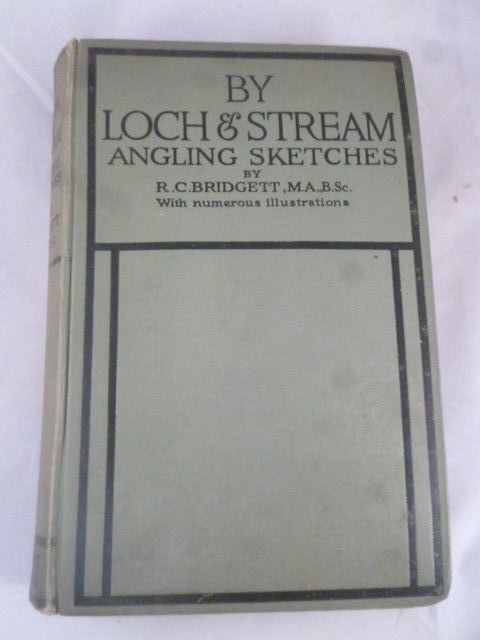 BY
LOCH & STREAM
ANGLING SKETCHES
BY
R.C.BRIDGETT, M.A., B.Sc.
With numerous illustrations